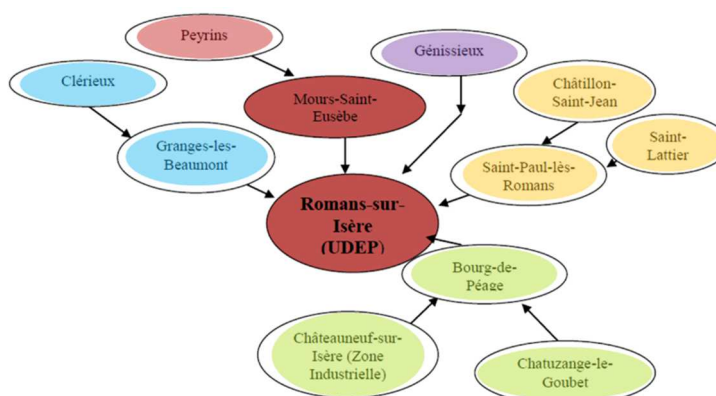 Peyrins
Génissieux
Clérieux
Mours-Saint-
Eusèbe
Châtillon-
Saint-Jean
Saint-
Lattier
Granges-les-
Beaumont
Saint-Paul-lès-
Romans
Romans-sur-
Isère
(UDEP)
Bourg-de-
Péage
Châteauneuf-sur-
Isère (Zone
Industrielle)
Chatuzange-le-
Goubet